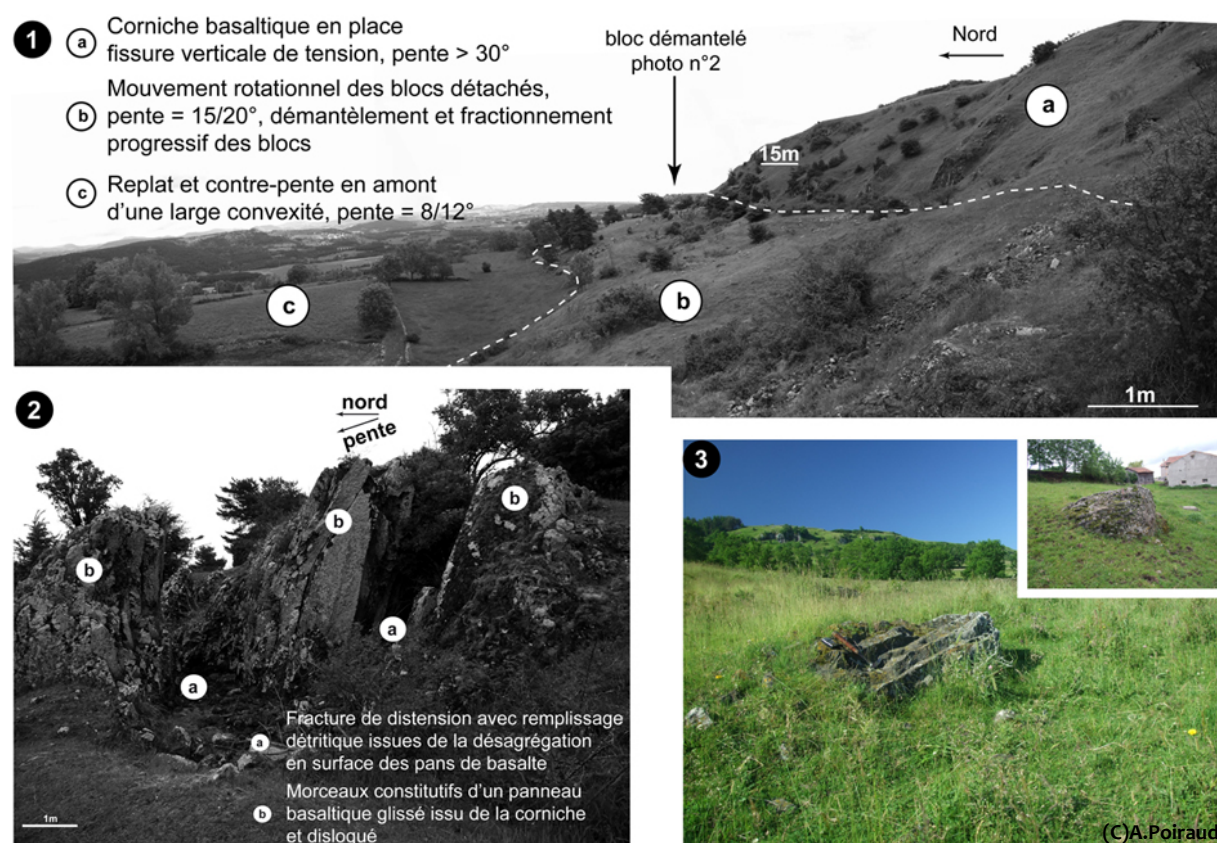 1
a Corniche basaltique en place
fissure verticale de tension, pente > 30°
b Mouvement rotationnel des blocs détachés,
pente = 15/20°, démantèlement et fractionnement
progressif des blocs
c Replat et contre-pente en amont
d'une large convexité, pente = 8/12°
bloc démantelé
photo n°2
Nord
a
15m
b
c
1m
2
nord
pente
b
b
b
a
a
Fracture de distension avec remplissage
a détritique issues de la désagrégation
en surface des pans de basalte
Morceaux constitutifs d'un panneau
b basaltique glissé issu de la corniche
et disloqué
1m
3
(C)A.Poiraud